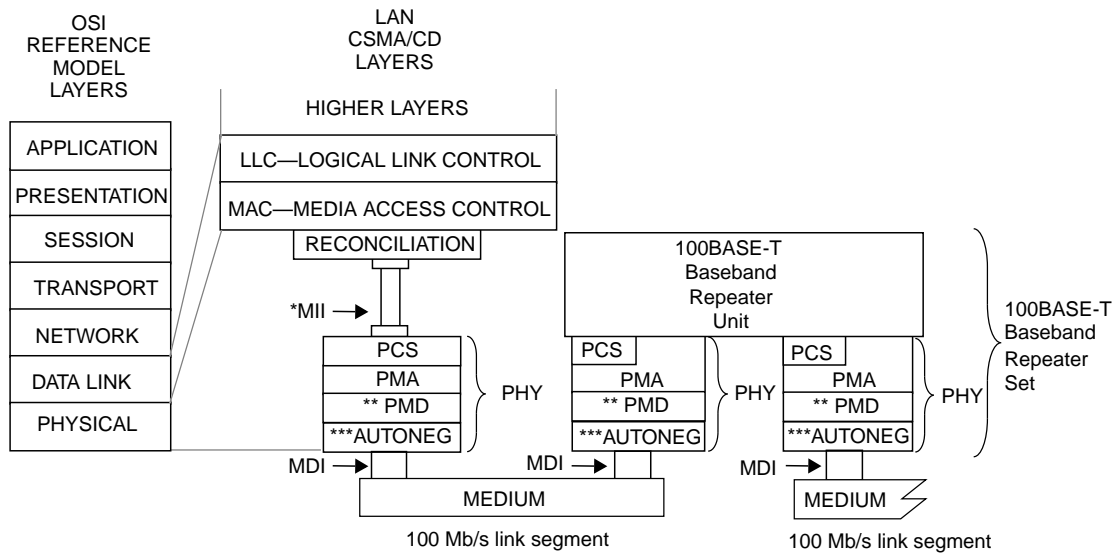 OSI
REFERENCE
MODEL
LAYERS
LAN
CSMA/CD
LAYERS
HIGHER LAYERS
APPLICATION
PRESENTATION
SESSION
TRANSPORT
NETWORK
DATA LINK
PHYSICAL
LLC—LOGICAL LINK CONTROL
MAC—MEDIA ACCESS CONTROL
RECONCILIATION
*MII
PCS
PMA
** PMD
***AUTONEG
PHY
MDI
100BASE-T
Baseband
Repeater
Unit
PCS
PMA
** PMD
***AUTONEG
PHY
MDI
PCS
PMA
** PMD
***AUTONEG
PHY
MDI
100BASE-T
Baseband
Repeater
Set
MEDIUM
100 Mb/s link segment
MEDIUM
100 Mb/s link segment